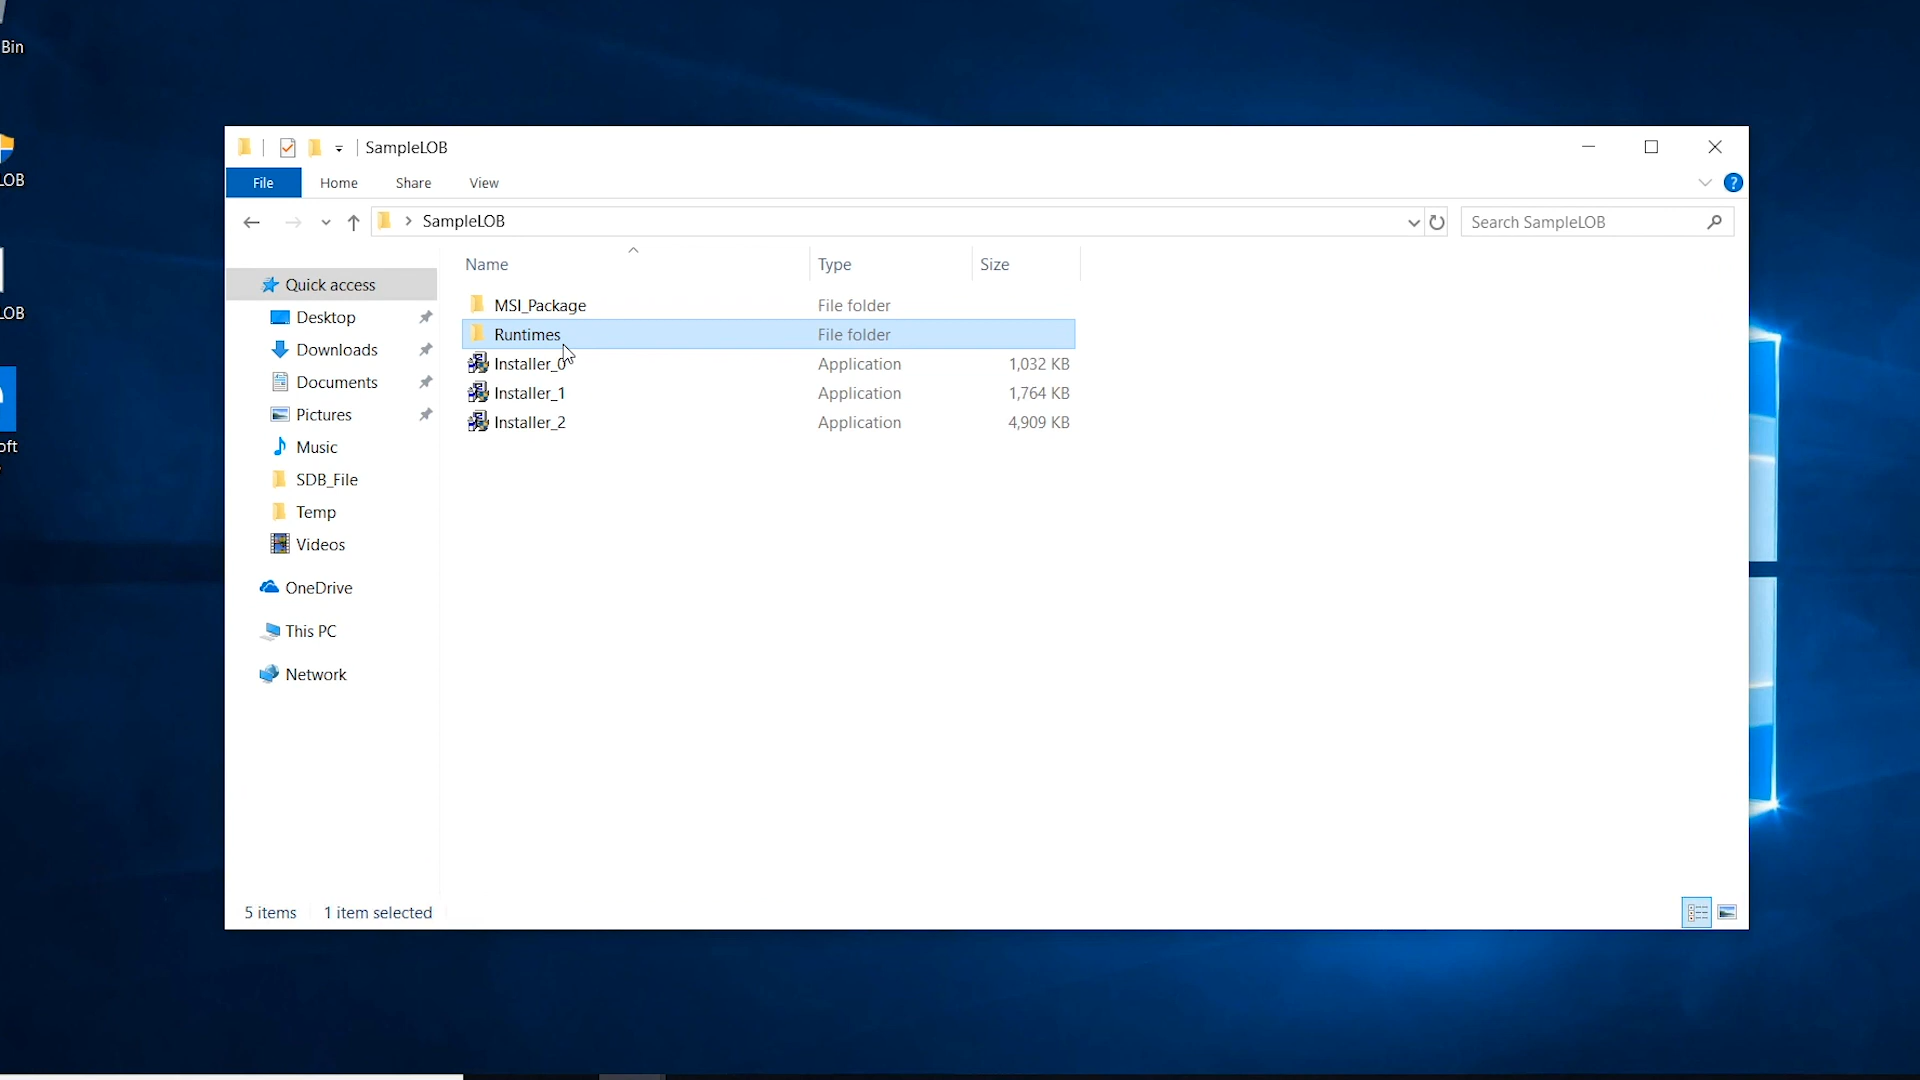 Bin
LOB
LOB
oft
SampleLOB
File Home Share View ?
> SampleLOB
Search SampleLOB
Name Type Size
Quick access
Desktop
Downloads
Documents
Pictures
Music
SDB_File
Temp
Videos
OneDrive
This PC
Network
MSI_Package File folder
Runtimes File folder
Installer_0 Application 1,032 KB
Installer_1 Application 1,764 KB
Installer_2 Application 4,909 KB
5 items 1 item selected